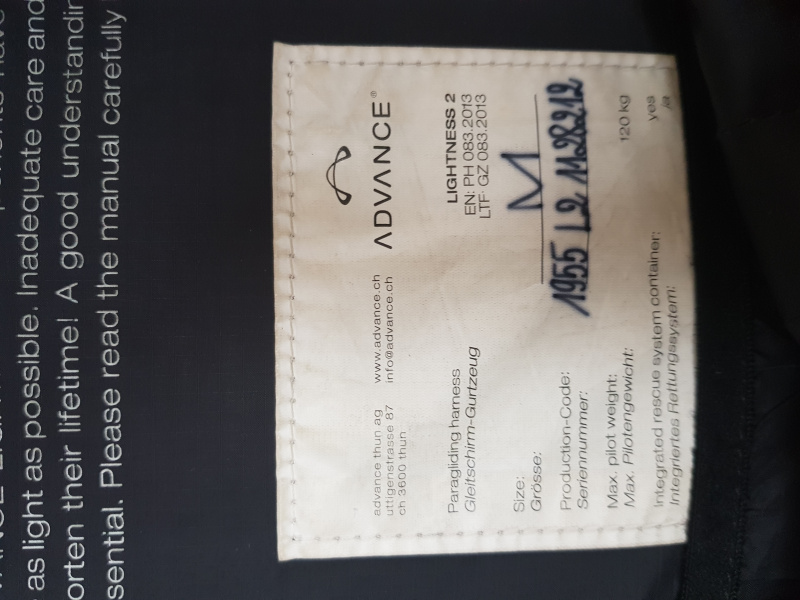 as light as possible. Inadequate care and
orten their lifetime! A good understandin
sential. Please read the manual carefully
ADVANCE®
advance thun ag www.advance.ch
uttigenstrasse 87 info@advance.ch
ch 3600 thun
Paragliding harness LIGHTNESS 2
Gleitschirm-Gurtzeug EN: PH 083.2013
LTF: GZ 083.2013
Size: M
Grösse:
Production-Code: 1955 L2 M28212
Seriennummer:
Max. pilot weight: 120 kg
Max. Pilotengewicht:
Integrated rescue system container: yes
Integriertes Rettungssystem: ja